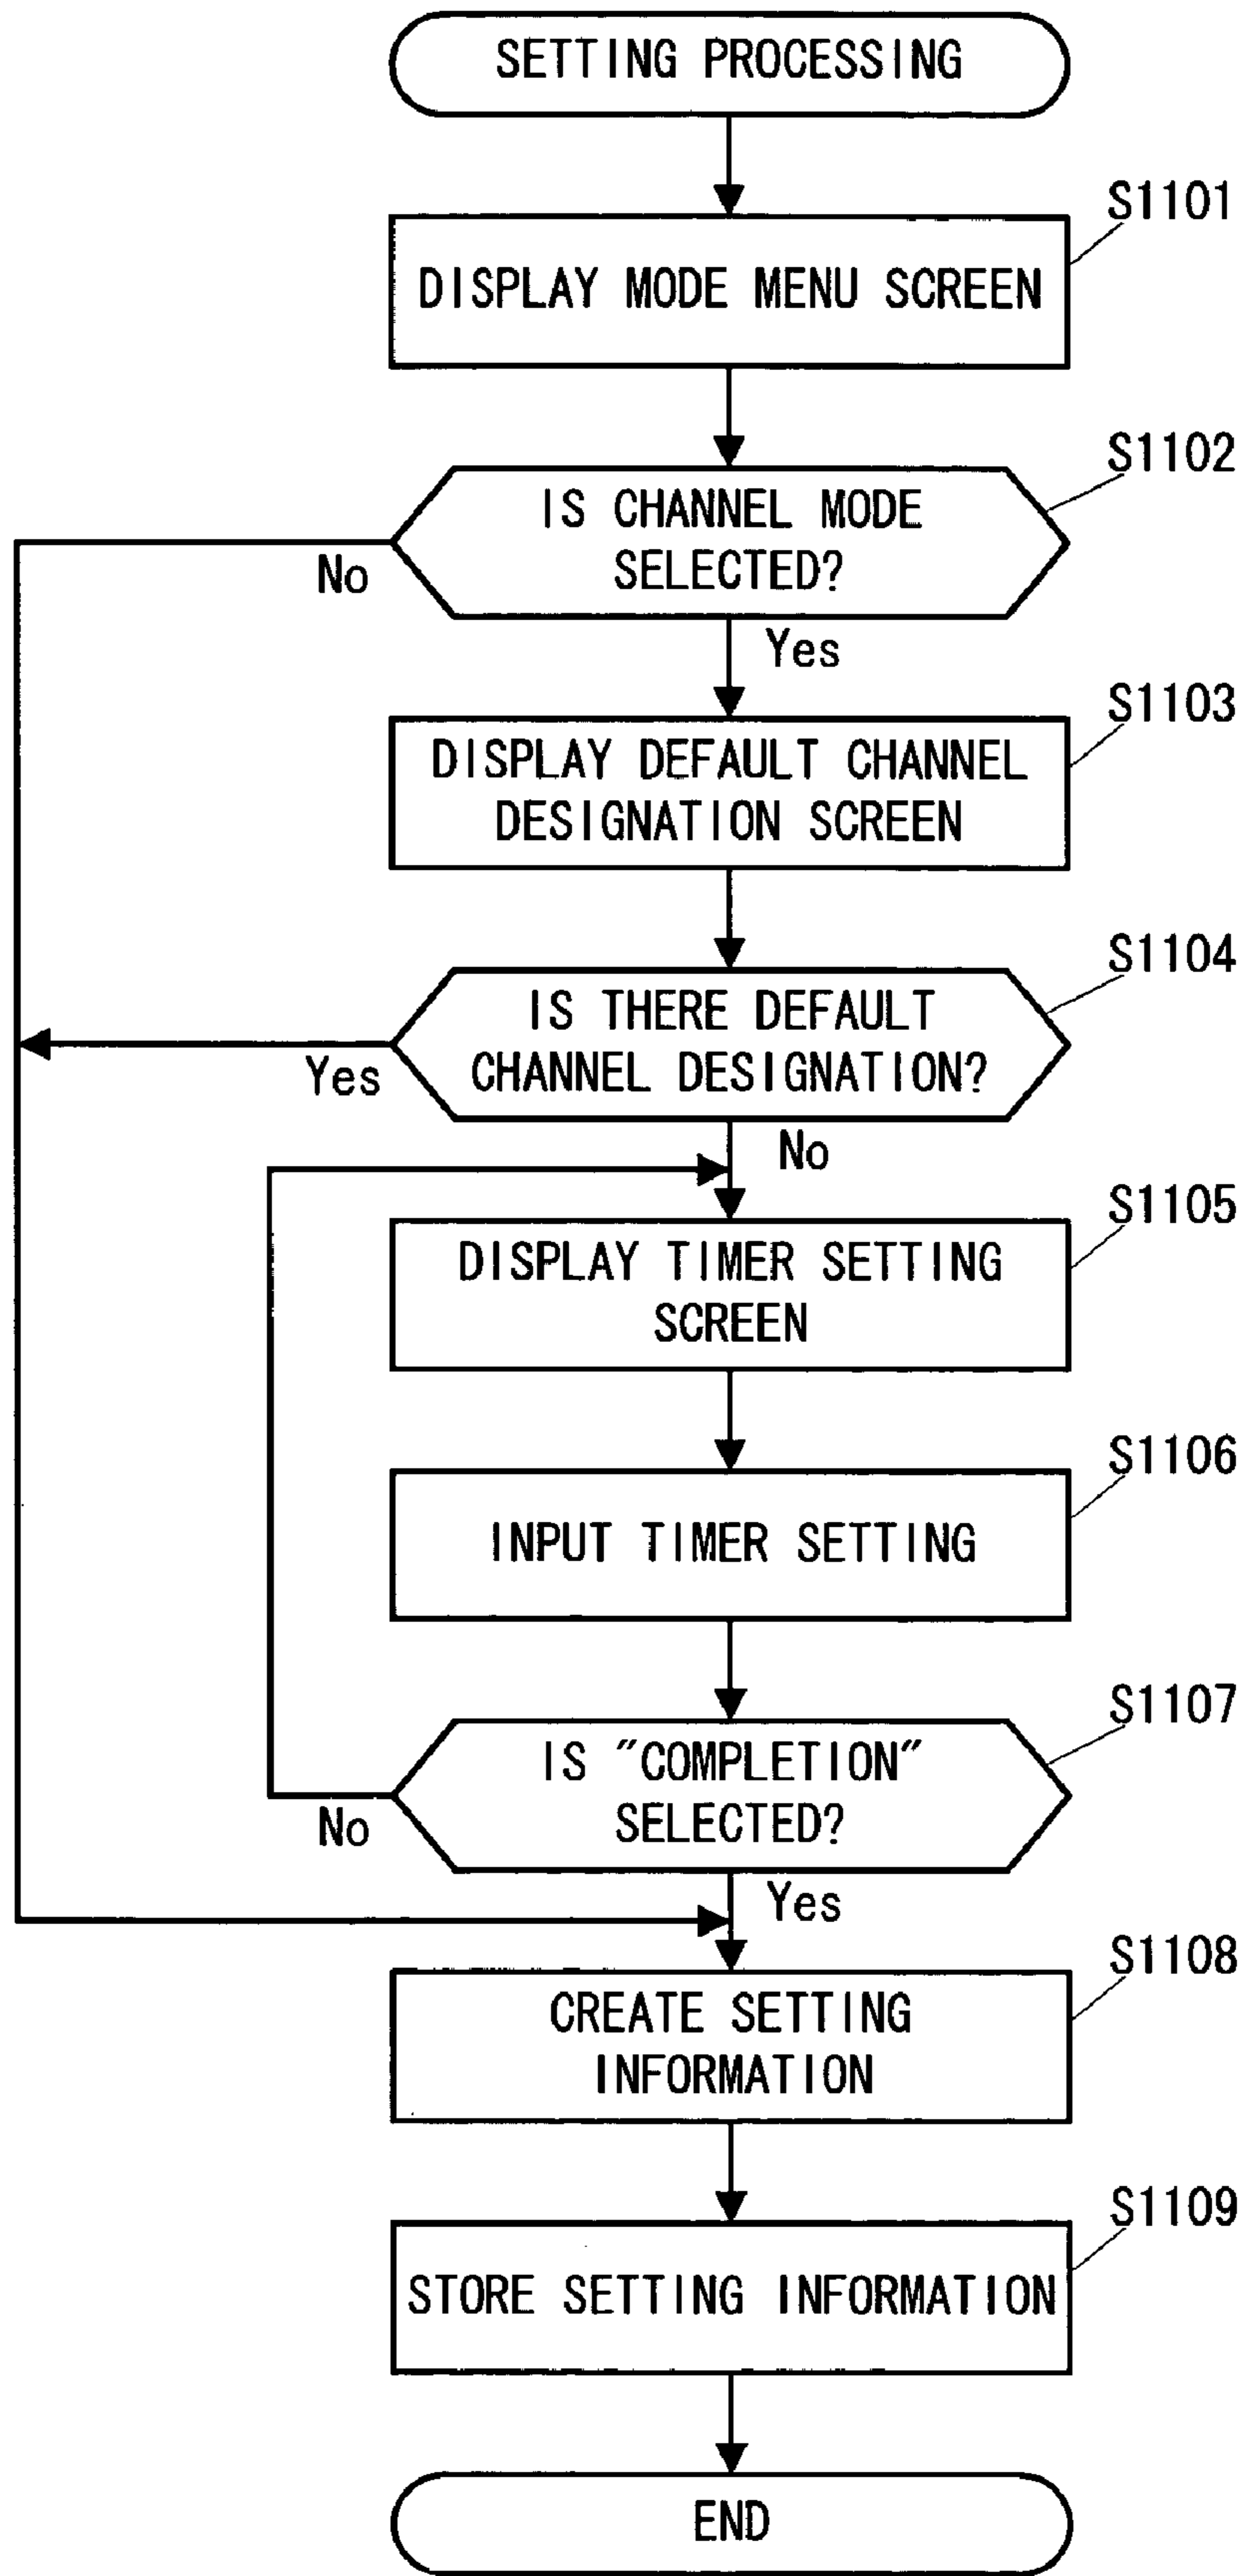 SETTING PROCESSING
S1101
DISPLAY MODE MENU SCREEN
S1102
IS CHANNEL MODE
SELECTED?
No
Yes
S1103
DISPLAY DEFAULT CHANNEL
DESIGNATION SCREEN
S1104
IS THERE DEFAULT
CHANNEL DESIGNATION?
Yes
No
S1105
DISPLAY TIMER SETTING
SCREEN
S1106
INPUT TIMER SETTING
S1107
IS "COMPLETION"
SELECTED?
No
Yes
S1108
CREATE SETTING
INFORMATION
S1109
STORE SETTING INFORMATION
END